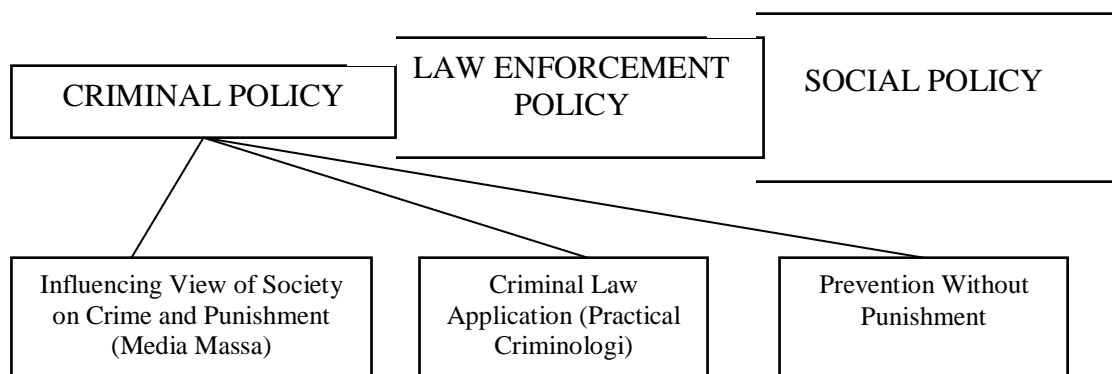 CRIMINAL POLICY
LAW ENFORCEMENT
POLICY
SOCIAL POLICY
Influencing View of Society
on Crime and Punishment
(Media Massa)
Criminal Law
Application (Practical
Criminologi)
Prevention Without
Punishment